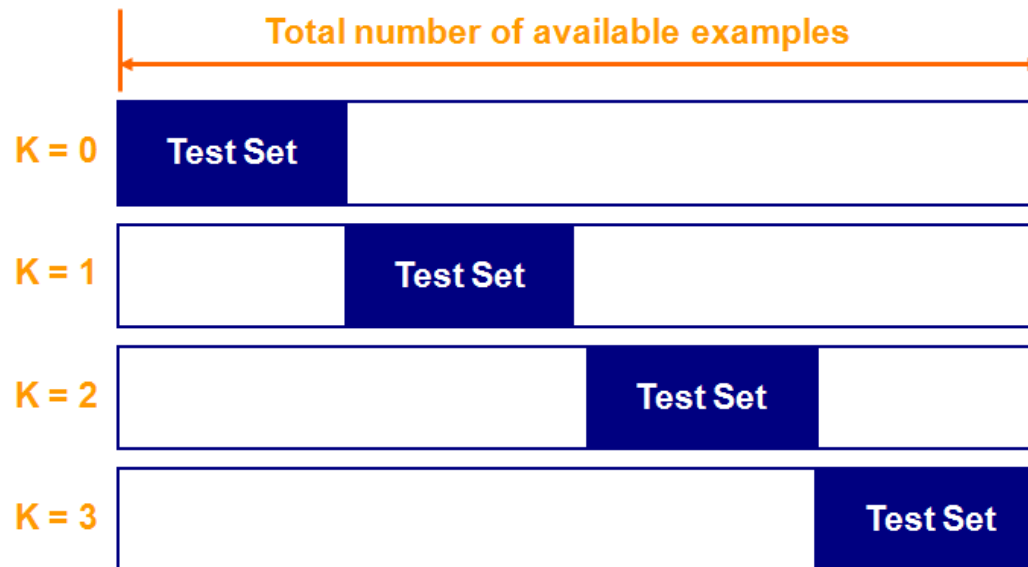 Total number of available examples
K = 0
Test Set
K = 1
Test Set
K = 2
Test Set
K = 3
Test Set